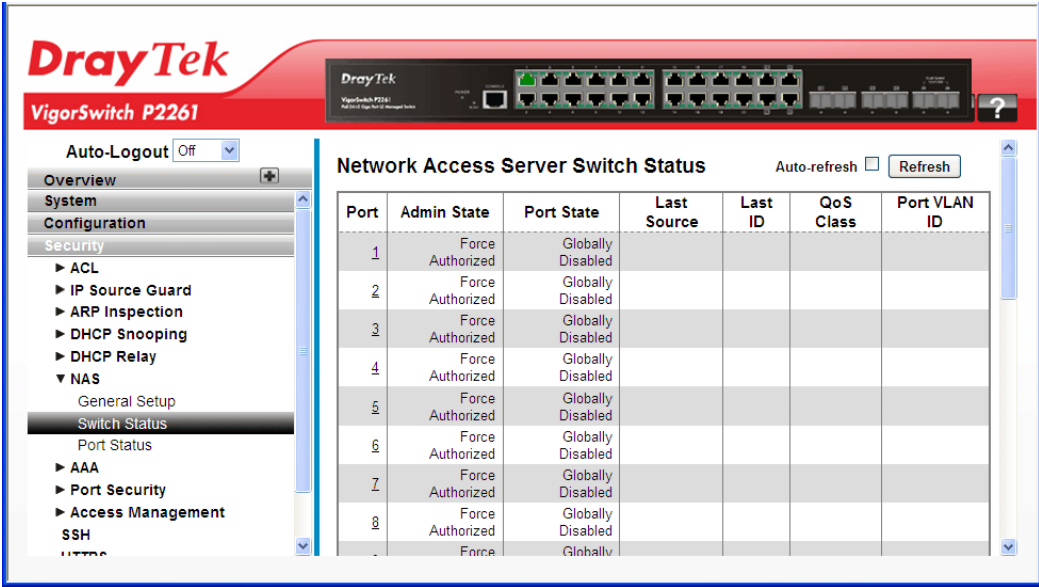 DrayTek
VigorSwitch P2261
DrayTek
VigorSwitch P2261
?
Auto-Logout Off
Overview
System
Configuration
Security
ACL
IP Source Guard
ARP Inspection
DHCP Snooping
DHCP Relay
NAS
General Setup
Switch Status
Port Status
AAA
Port Security
Access Management
SSH
HTTPS
Network Access Server Switch Status
Auto-refresh Refresh
Port Admin State Port State Last Source Last ID QoS Class Port VLAN ID
1 Force Authorized Globally Disabled
2 Force Authorized Globally Disabled
3 Force Authorized Globally Disabled
4 Force Authorized Globally Disabled
5 Force Authorized Globally Disabled
6 Force Authorized Globally Disabled
7 Force Authorized Globally Disabled
8 Force Authorized Globally Disabled
Force Globally